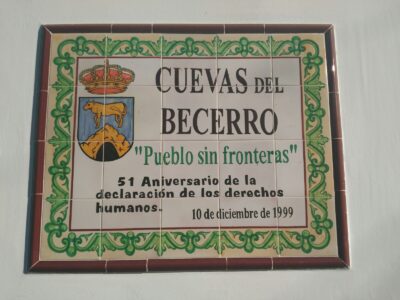 CUEVAS DEL
BECERRO
"Pueblo sin fronteras"
51 Aniversario de la
declaración de los derechos
humanos.
10 de diciembre de 1999